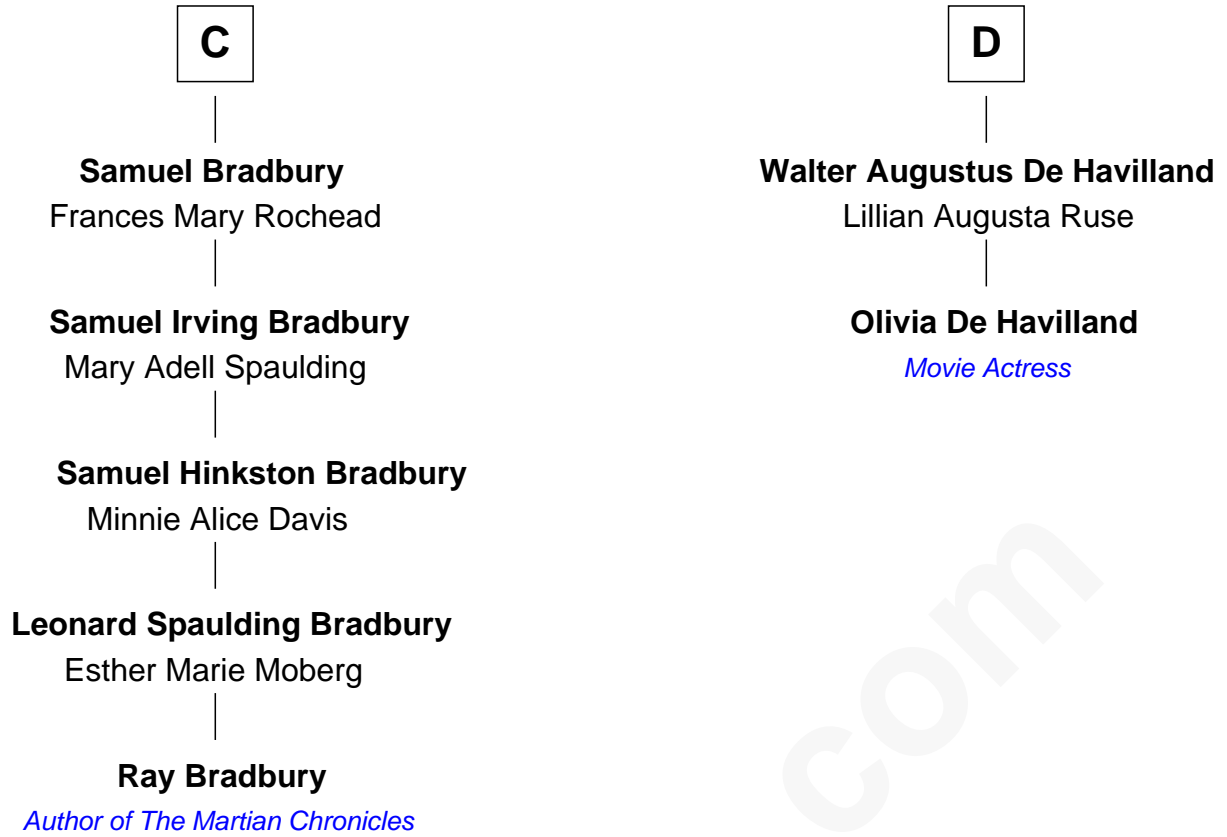 C
Samuel Bradbury
Frances Mary Rochead
Samuel Irving Bradbury
Mary Adell Spaulding
Samuel Hinkston Bradbury
Minnie Alice Davis
Leonard Spaulding Bradbury
Esther Marie Moberg
Ray Bradbury
Author of The Martian Chronicles
D
Walter Augustus De Havilland
Lillian Augusta Ruse
Olivia De Havilland
Movie Actress
com